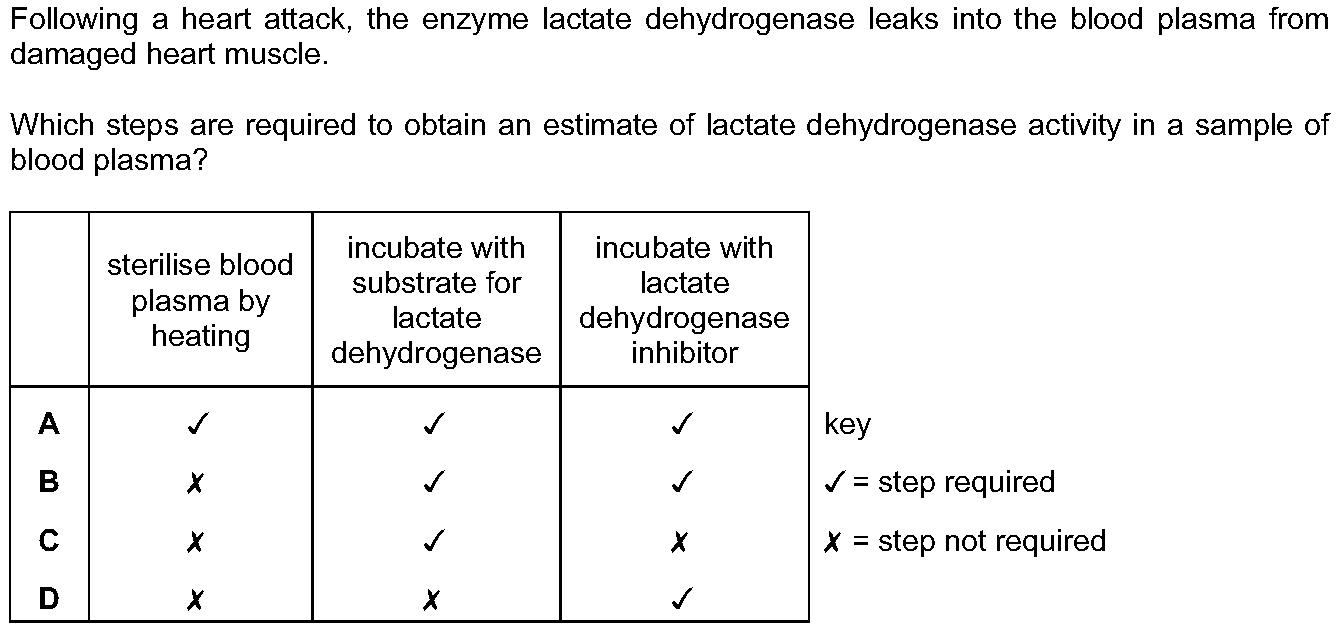 Following a heart attack, the enzyme lactate dehydrogenase leaks into the blood plasma from
damaged heart muscle.
Which steps are required to obtain an estimate of lactate dehydrogenase activity in a sample of
blood plasma?
sterilise blood
plasma by
heating
incubate with
substrate for
lactate
dehydrogenase
incubate with
lactate
dehydrogenase
inhibitor
A ✓ ✓ ✓ key
B ✗ ✓ ✓ ✓ = step required
C ✗ ✓ ✗ ✗ = step not required
D ✗ ✗ ✓